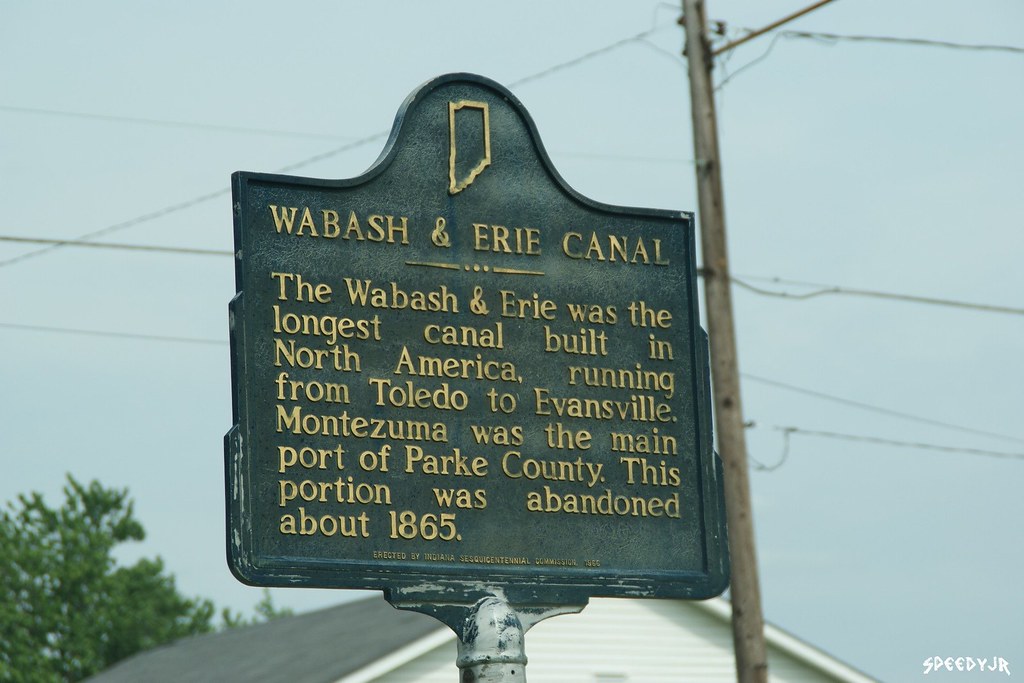 WABASH & ERIE CANAL
The Wabash & Erie was the
longest canal built in
North America, running
from Toledo to Evansville.
Montezuma was the main
port of Parke County. This
portion was abandoned
about 1865.
ERECTED BY INDIANA SESQUICENTENNIAL COMMISSION, 1966
SPEEDYJR